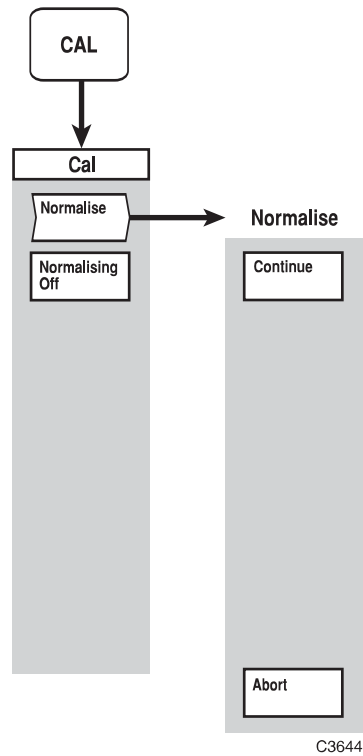 CAL
Cal
Normalise
Normalise
Normalising
Off
Continue
Abort
C3644